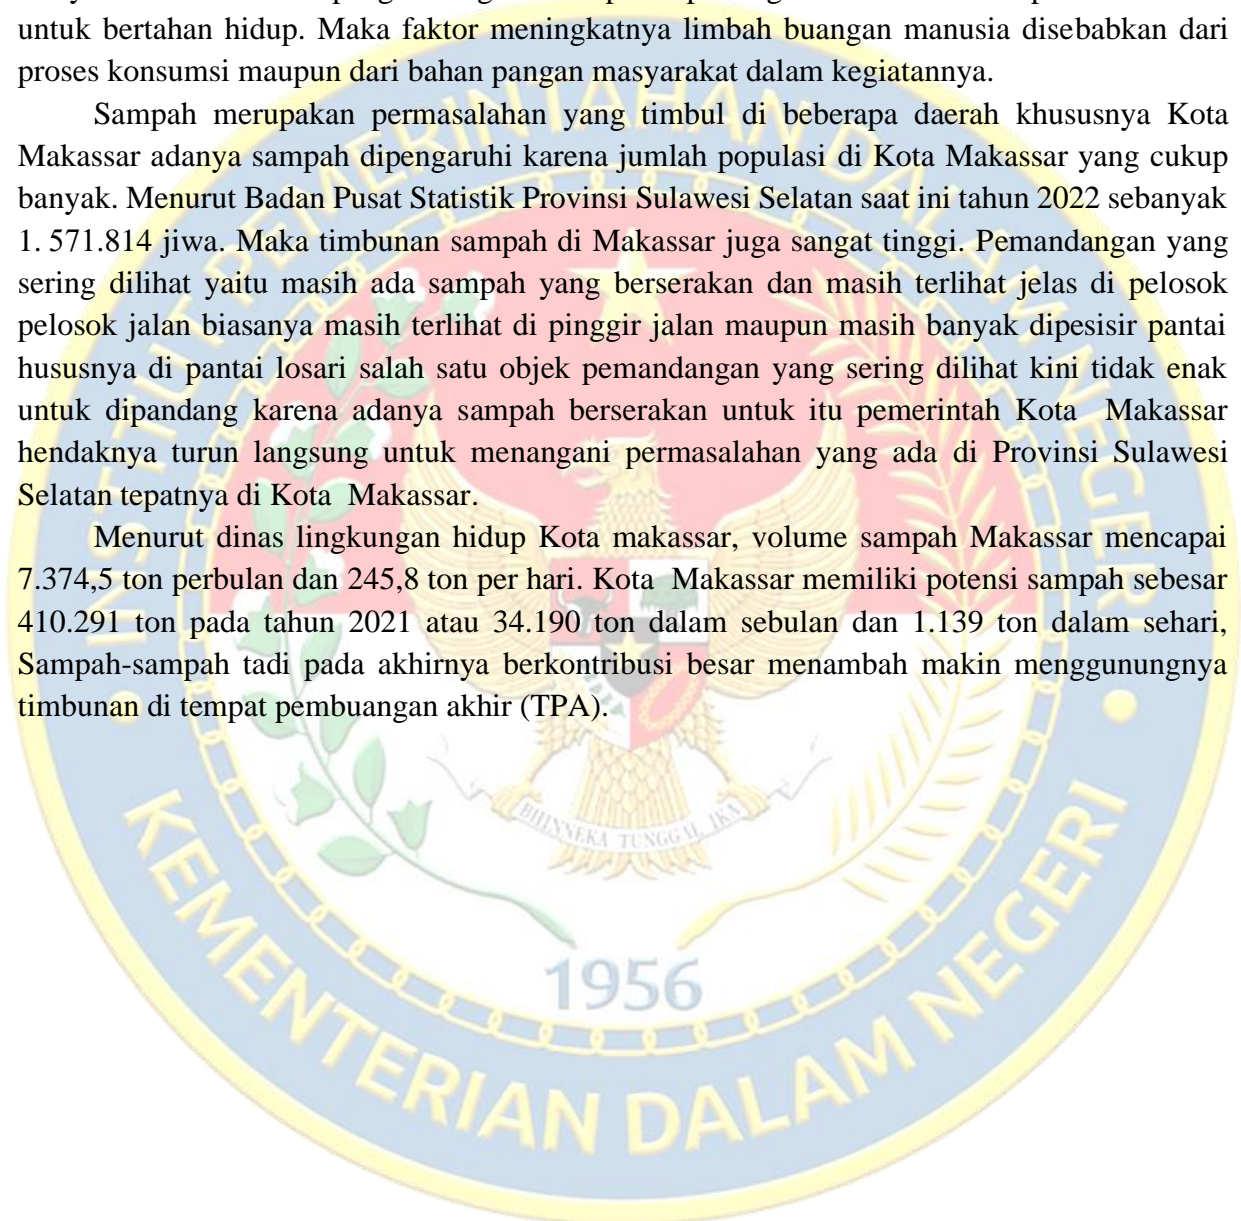 untuk bertahan hidup. Maka faktor meningkatnya limbah buangan manusia disebabkan dari
proses konsumsi maupun dari bahan pangan masyarakat dalam kegiatannya.
Sampah merupakan permasalahan yang timbul di beberapa daerah khususnya Kota
Makassar adanya sampah dipengaruhi karena jumlah populasi di Kota Makassar yang cukup
banyak. Menurut Badan Pusat Statistik Provinsi Sulawesi Selatan saat ini tahun 2022 sebanyak
1. 571.814 jiwa. Maka timbunan sampah di Makassar juga sangat tinggi. Pemandangan yang
sering dilihat yaitu masih ada sampah yang berserakan dan masih terlihat jelas di pelosok
pelosok jalan biasanya masih terlihat di pinggir jalan maupun masih banyak dipesisir pantai
hususnya di pantai losari salah satu objek pemandangan yang sering dilihat kini tidak enak
untuk dipandang karena adanya sampah berserakan untuk itu pemerintah Kota  Makassar
hendaknya turun langsung untuk menangani permasalahan yang ada di Provinsi Sulawesi
Selatan tepatnya di Kota  Makassar.
Menurut dinas lingkungan hidup Kota makassar, volume sampah Makassar mencapai
7.374,5 ton perbulan dan 245,8 ton per hari. Kota  Makassar memiliki potensi sampah sebesar
410.291 ton pada tahun 2021 atau 34.190 ton dalam sebulan dan 1.139 ton dalam sehari,
Sampah-sampah tadi pada akhirnya berkontribusi besar menambah makin menggunungnya
timbunan di tempat pembuangan akhir (TPA).
INSTITUT PEMERINTAHAN DALAM NEGERI
BHINNEKA TUNGGAL IKA
1956
KEMENTERIAN DALAM NEGERI